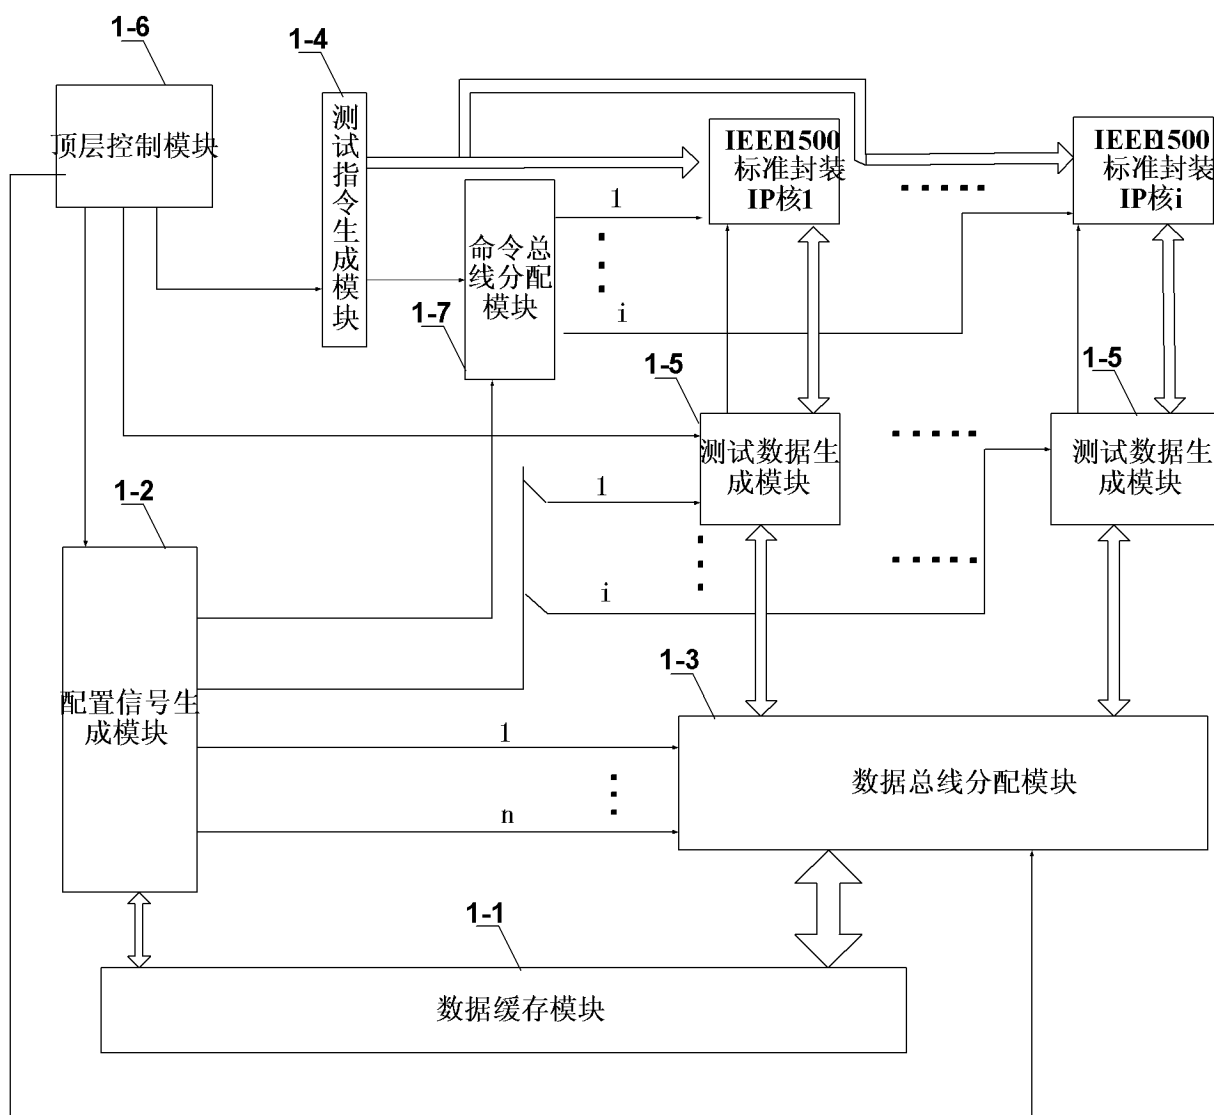 1-6
1-4
顶层控制模块
测试指令生成模块
IEEE1500
标准封装
IP核1
IEEE1500
标准封装
IP核i
1
命令总
线分配
模块
1-7
i
1-5
1-5
测试数据生
成模块
测试数据生
成模块
1-2
1
i
1-3
配置信号生
成模块
1
数据总线分配模块
n
1-1
数据缓存模块